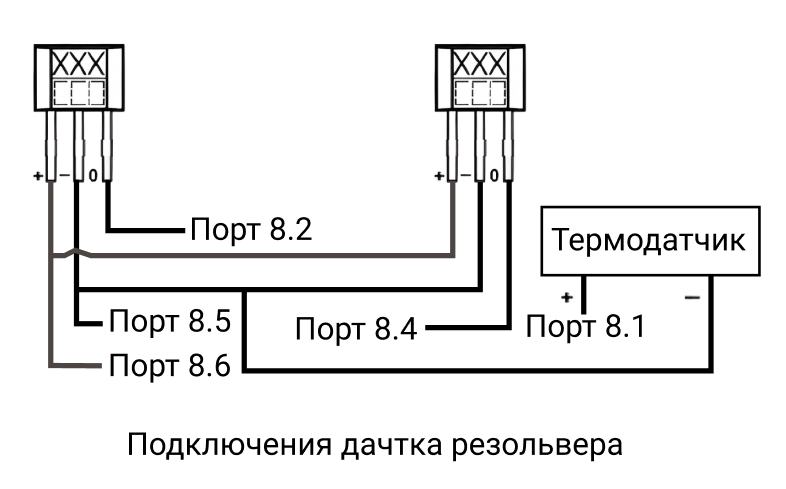 XXX XXX
+ − 0 + − 0
Порт 8.2
Термодатчик
+ −
Порт 8.5 Порт 8.4 Порт 8.1
Порт 8.6
Подключения дачтка резольвера